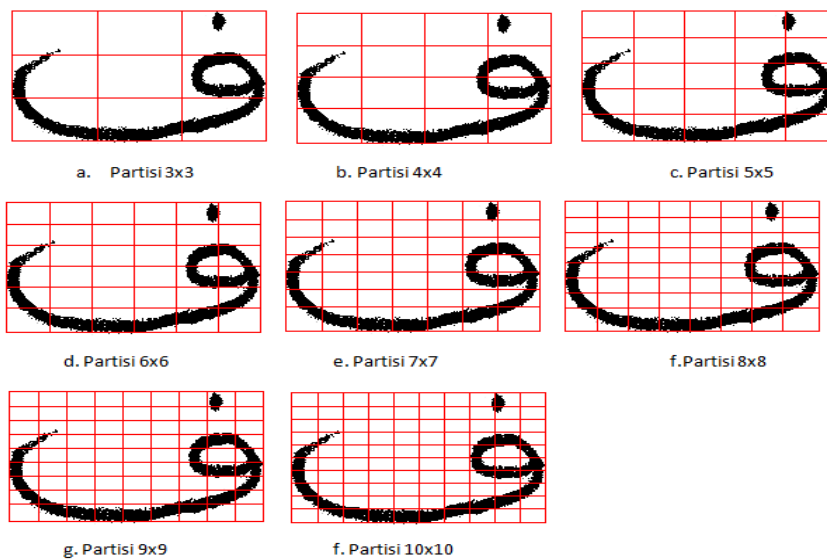 ف
a. Partisi 3x3
ف
b. Partisi 4x4
ف
c. Partisi 5x5
ف
d. Partisi 6x6
ف
e. Partisi 7x7
ف
f.Partisi 8x8
ف
g. Partisi 9x9
ف
f. Partisi 10x10